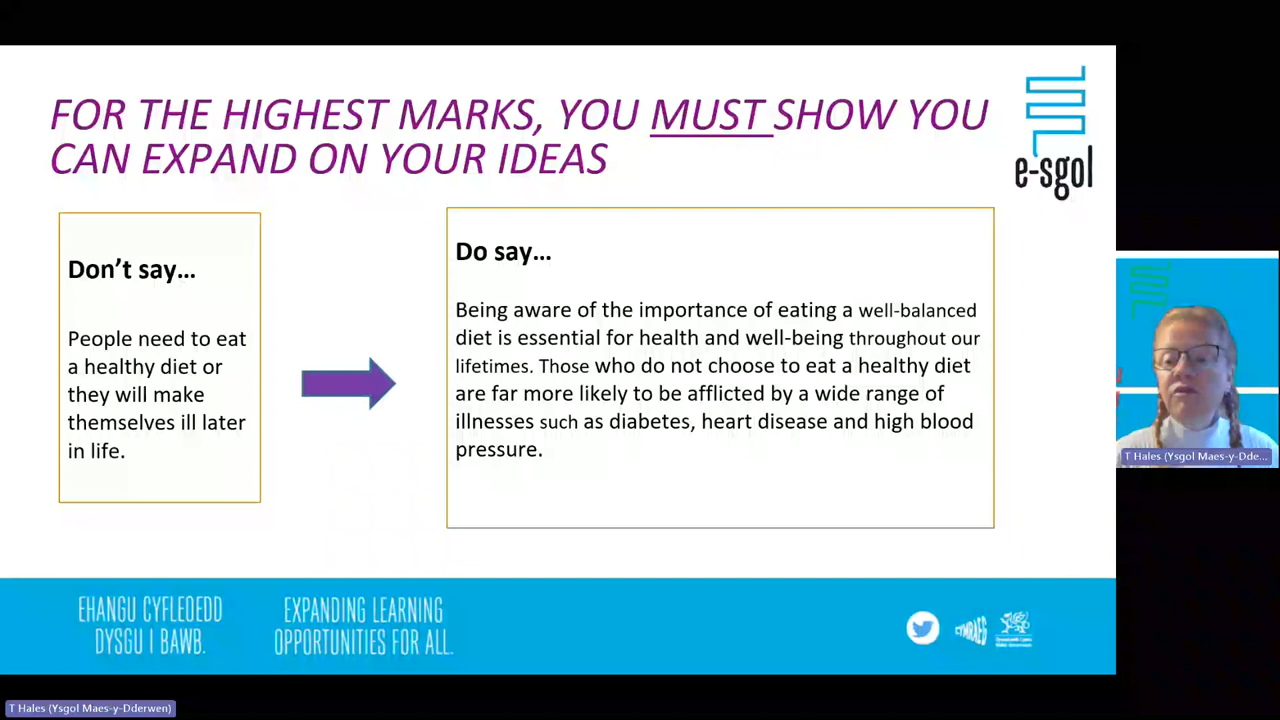 FOR THE HIGHEST MARKS, YOU MUST SHOW YOU
CAN EXPAND ON YOUR IDEAS
e-sgol
Don’t say…
People need to eat
a healthy diet or
they will make
themselves ill later
in life.
Do say…
Being aware of the importance of eating a well-balanced
diet is essential for health and well-being throughout our
lifetimes. Those who do not choose to eat a healthy diet
are far more likely to be afflicted by a wide range of
illnesses such as diabetes, heart disease and high blood
pressure.
T Hales (Ysgol Maes-y-Dde...
EHANGU CYFLEOEDD
DYSGU I BAWB.
EXPANDING LEARNING
OPPORTUNITIES FOR ALL.
CYMRAEG
T Hales (Ysgol Maes-y-Dderwen)